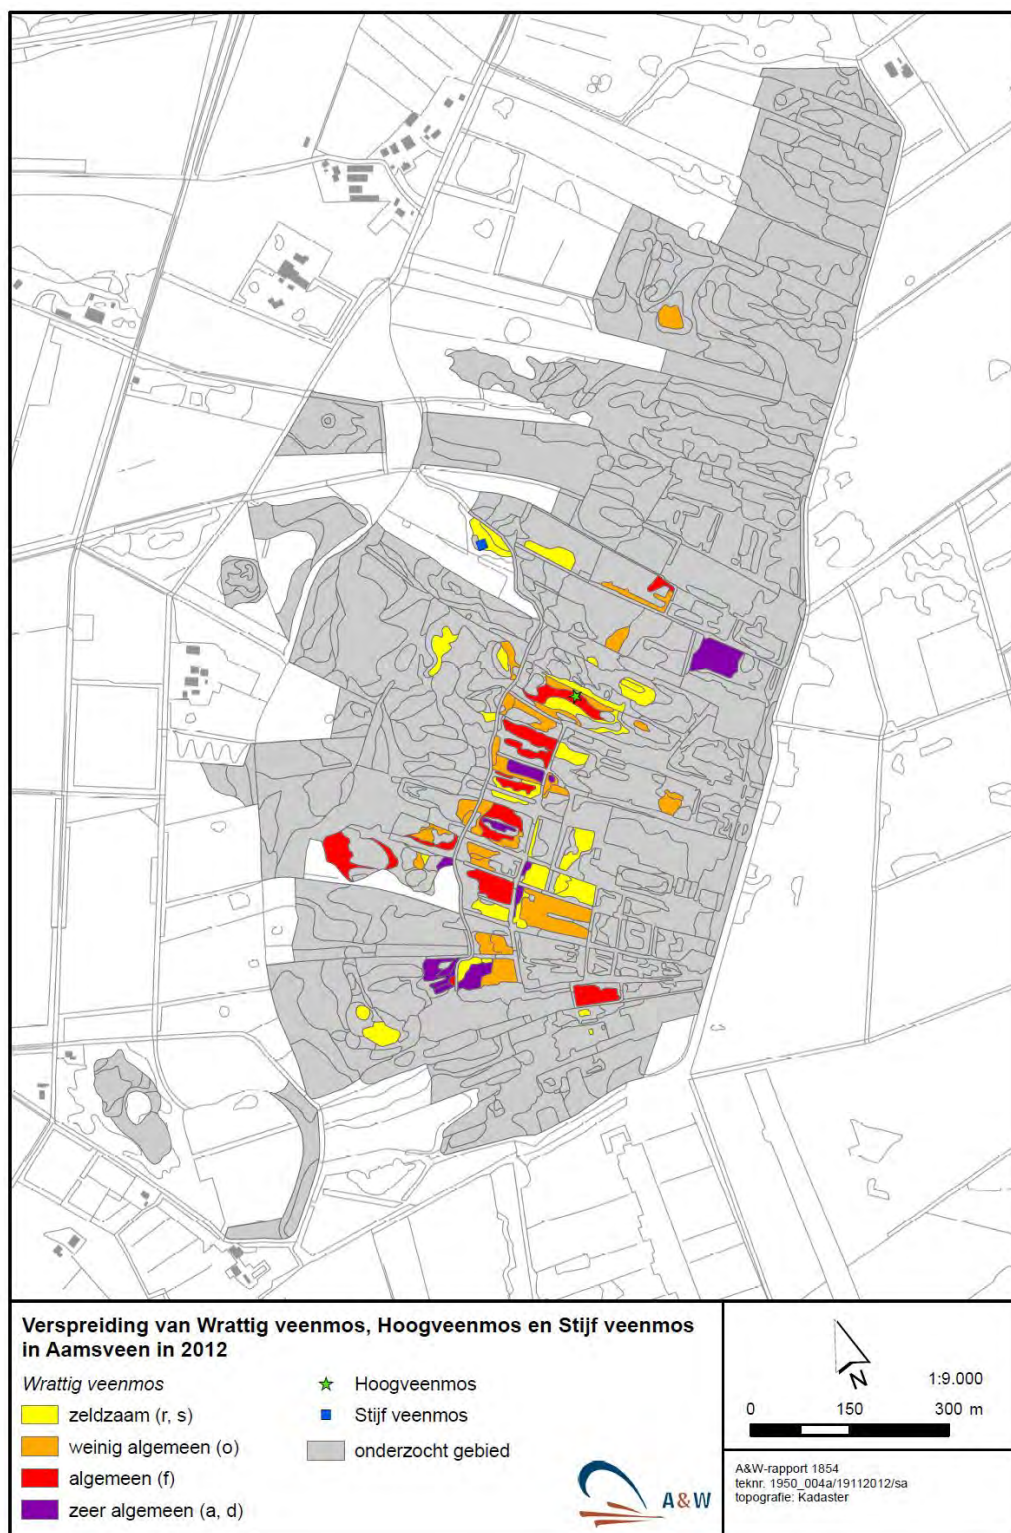 Verspreiding van Wrattig veenmos, Hoogveenmos en Stijf veenmos
in Aamsveen in 2012
Wrattig veenmos
zeldzaam (r, s)
weinig algemeen (o)
algemeen (f)
zeer algemeen (a, d)
Hoogveenmos
Stijf veenmos
onderzocht gebied
A&W
N
1:9.000
0 150 300 m
A&W-rapport 1854
teknr. 1950_004a/19112012/sa
topografie: Kadaster